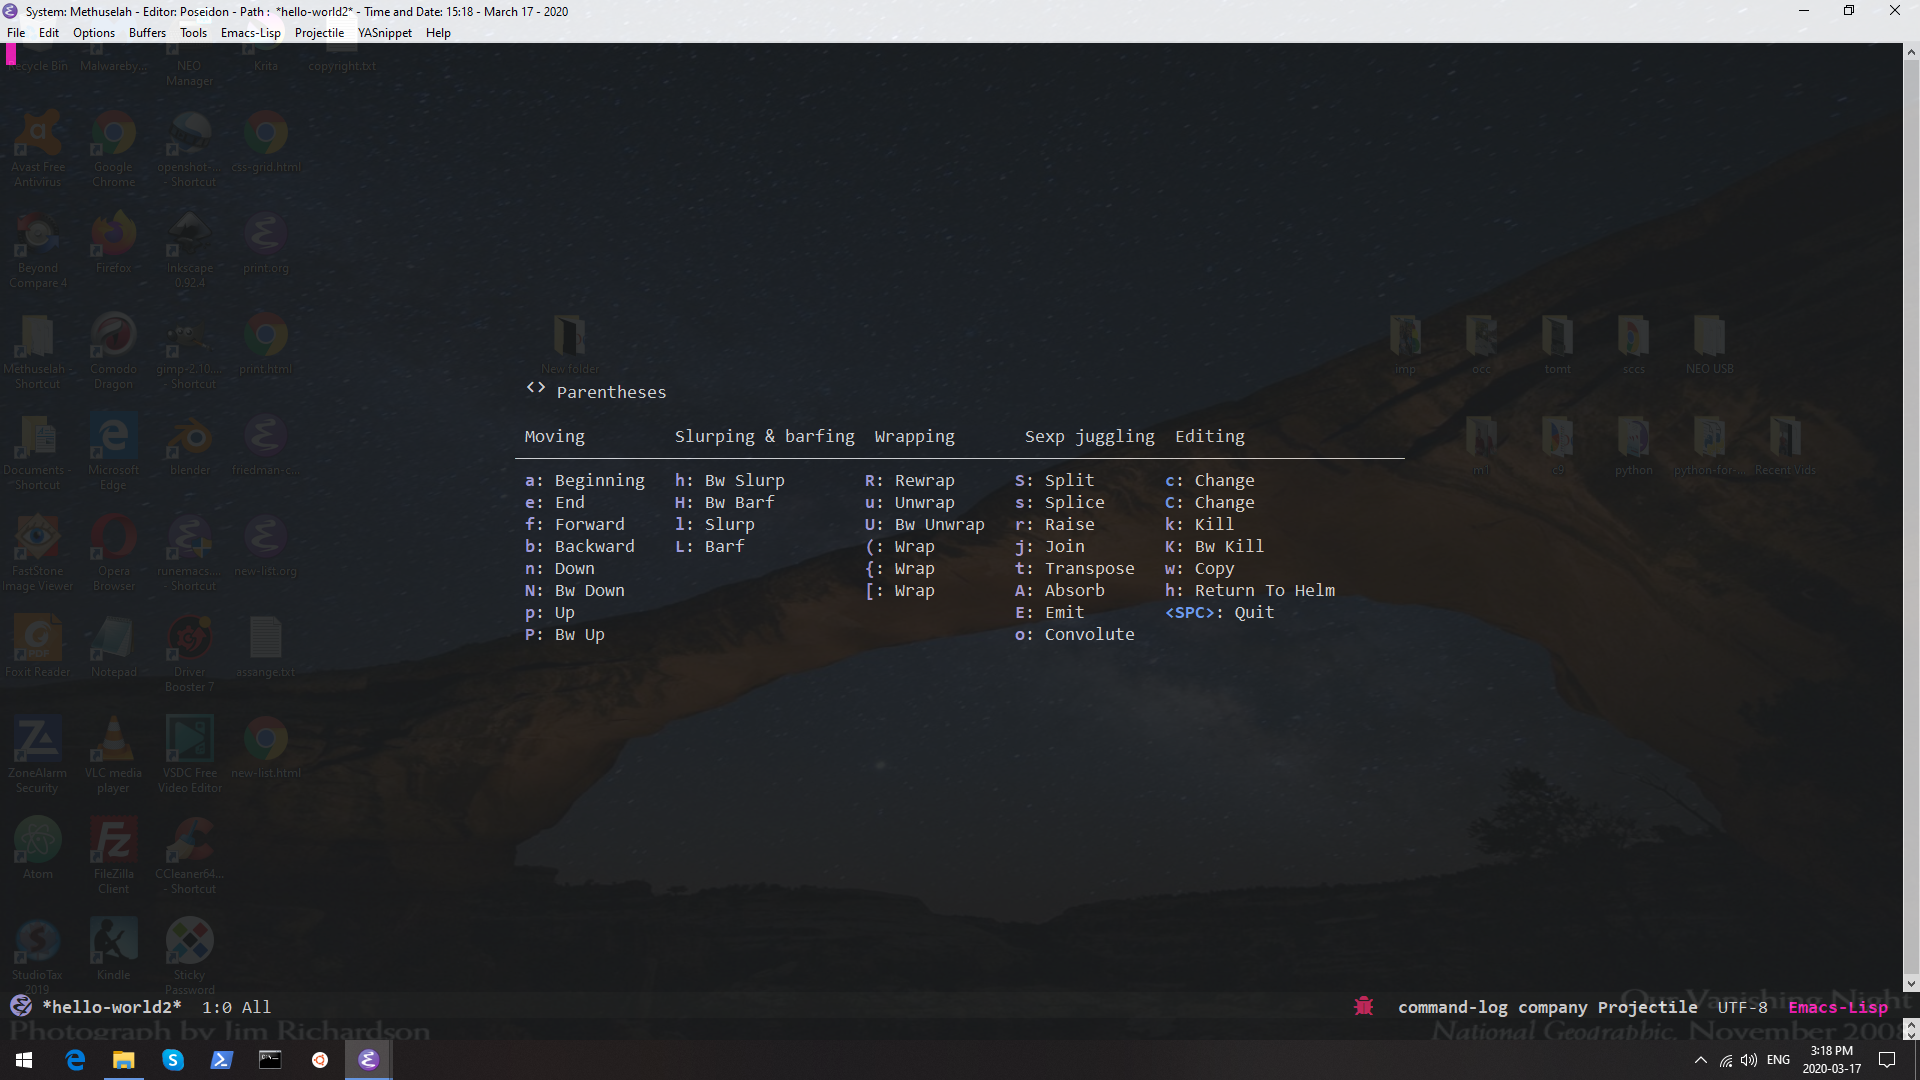 System: Methuselah - Editor: Poseidon - Path : *hello-world2* - Time and Date: 15:18 - March 17 - 2020
File Edit Options Buffers Tools Emacs-Lisp Projectile YASnippet Help
Recycle Bin Malwareby... NEO Manager Krita copyright.txt
Avast Free Antivirus Google Chrome openshot-... - Shortcut css-grid.html
Beyond Compare 4 Firefox Inkscape 0.92.4 print.org
Methuselah - Shortcut Comodo Dragon gimp-2.10.... - Shortcut print.html
New folder imp occ tomt sccs NEO USB
Documents - Shortcut Microsoft Edge blender friedman-c...
m1 c9 python python-for-... Recent Vids
FastStone Image Viewer Opera Browser runemacs... - Shortcut new-list.org
Foxit Reader Notepad Driver Booster 7 assange.txt
ZoneAlarm Security VLC media player VSDC Free Video Editor new-list.html
Atom FileZilla Client CCleaner64... - Shortcut
StudioTax 2019 Kindle Sticky Password
<> Parentheses
Moving Slurping & barfing Wrapping Sexp juggling Editing
a: Beginning h: Bw Slurp R: Rewrap S: Split c: Change
e: End H: Bw Barf u: Unwrap s: Splice C: Change
f: Forward l: Slurp U: Bw Unwrap r: Raise k: Kill
b: Backward L: Barf (: Wrap j: Join K: Bw Kill
n: Down {: Wrap t: Transpose w: Copy
N: Bw Down [: Wrap A: Absorb h: Return To Helm
p: Up E: Emit <SPC>: Quit
P: Bw Up o: Convolute
*hello-world2* 1:0 All command-log company Projectile UTF-8 Emacs-Lisp
Our Vanishing Night
Photograph by Jim Richardson National Geographic, November 2008
ENG 3:18 PM
2020-03-17